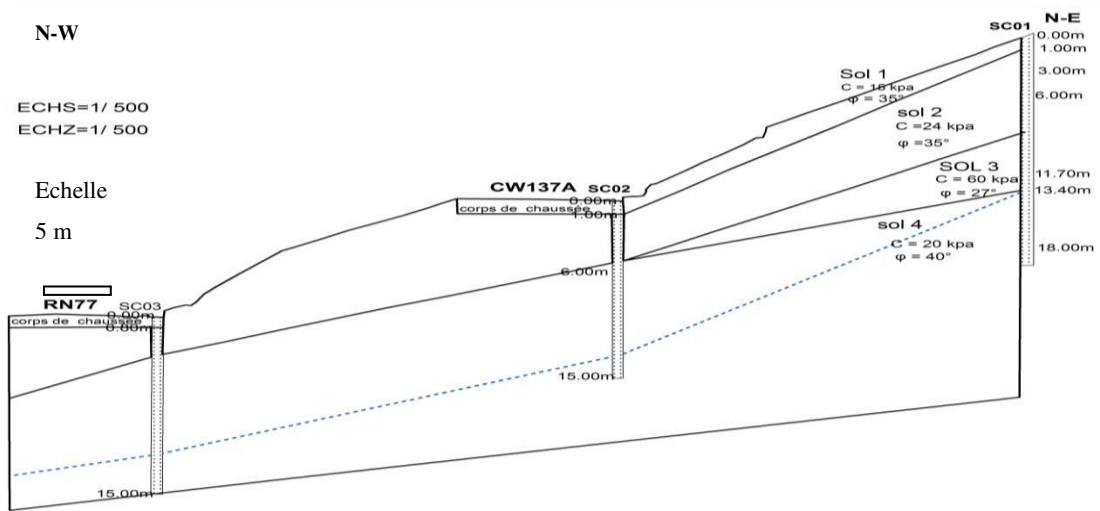 N-W
N-E
SC01
0.00m
1.00m
3.00m
6.00m
11.70m
13.40m
18.00m
Sol 1
C = 16 kpa
φ = 35°
ECHS=1/ 500
ECHZ=1/ 500
sol 2
C =24 kpa
φ =35°
SOL 3
C = 60 kpa
φ = 27°
Echelle
5 m
CW137A SC02
0.00m
corps de chaussée
1.00m
6.00m
15.00m
sol 4
C = 20 kpa
φ = 40°
RN77
SC03
0.00m
corps de chaussée
0.80m
15.00m